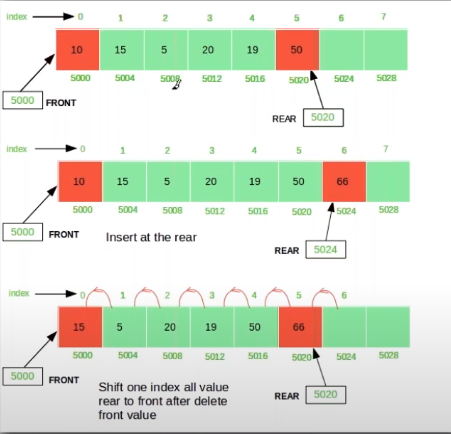 index 0 1 2 3 4 5 6 7
10 15 5 20 19 50
5000 5004 5008 5012 5016 5020 5024 5028
5000 FRONT
REAR 5020
index 0 1 2 3 4 5 6 7
10 15 5 20 19 50 66
5000 5004 5008 5012 5016 5020 5024 5028
5000 FRONT
Insert at the rear
REAR 5024
index 0 1 2 3 4 5 6
15 5 20 19 50 66
5000 5004 5008 5012 5016 5020 5024 5028
5000 FRONT
Shift one index all value
rear to front after delete
front value
REAR 5020